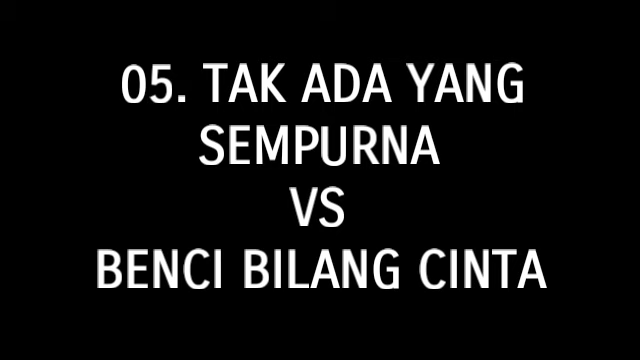 05. TAK ADA YANG
SEMPURNA
VS
BENCI BILANG CINTA